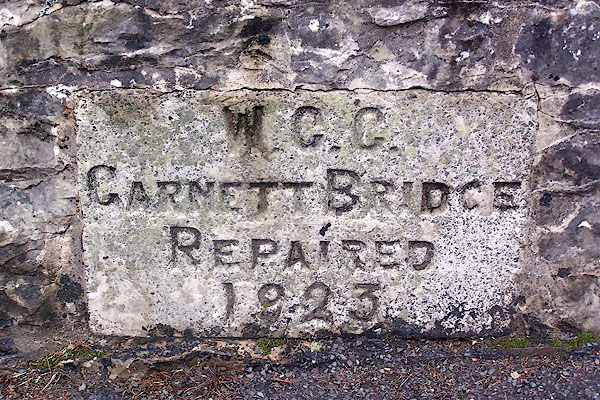 W.C.C.
GARNETT BRIDGE
REPAIRED
1923